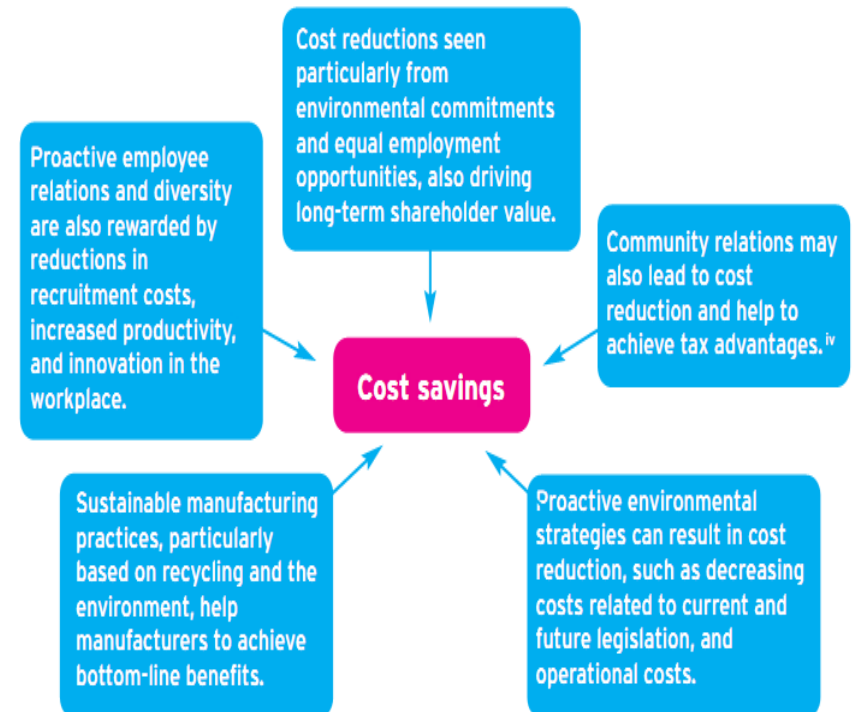 Cost reductions seen
particularly from
environmental commitments
and equal employment
opportunities, also driving
long-term shareholder value.
Proactive employee
relations and diversity
are also rewarded by
reductions in
recruitment costs,
increased productivity,
and innovation in the
workplace.
Community relations may
also lead to cost
reduction and help to
achieve tax advantages. iv
Cost savings
Sustainable manufacturing
practices, particularly
based on recycling and the
environment, help
manufacturers to achieve
bottom-line benefits.
Proactive environmental
strategies can result in cost
reduction, such as decreasing
costs related to current and
future legislation, and
operational costs.